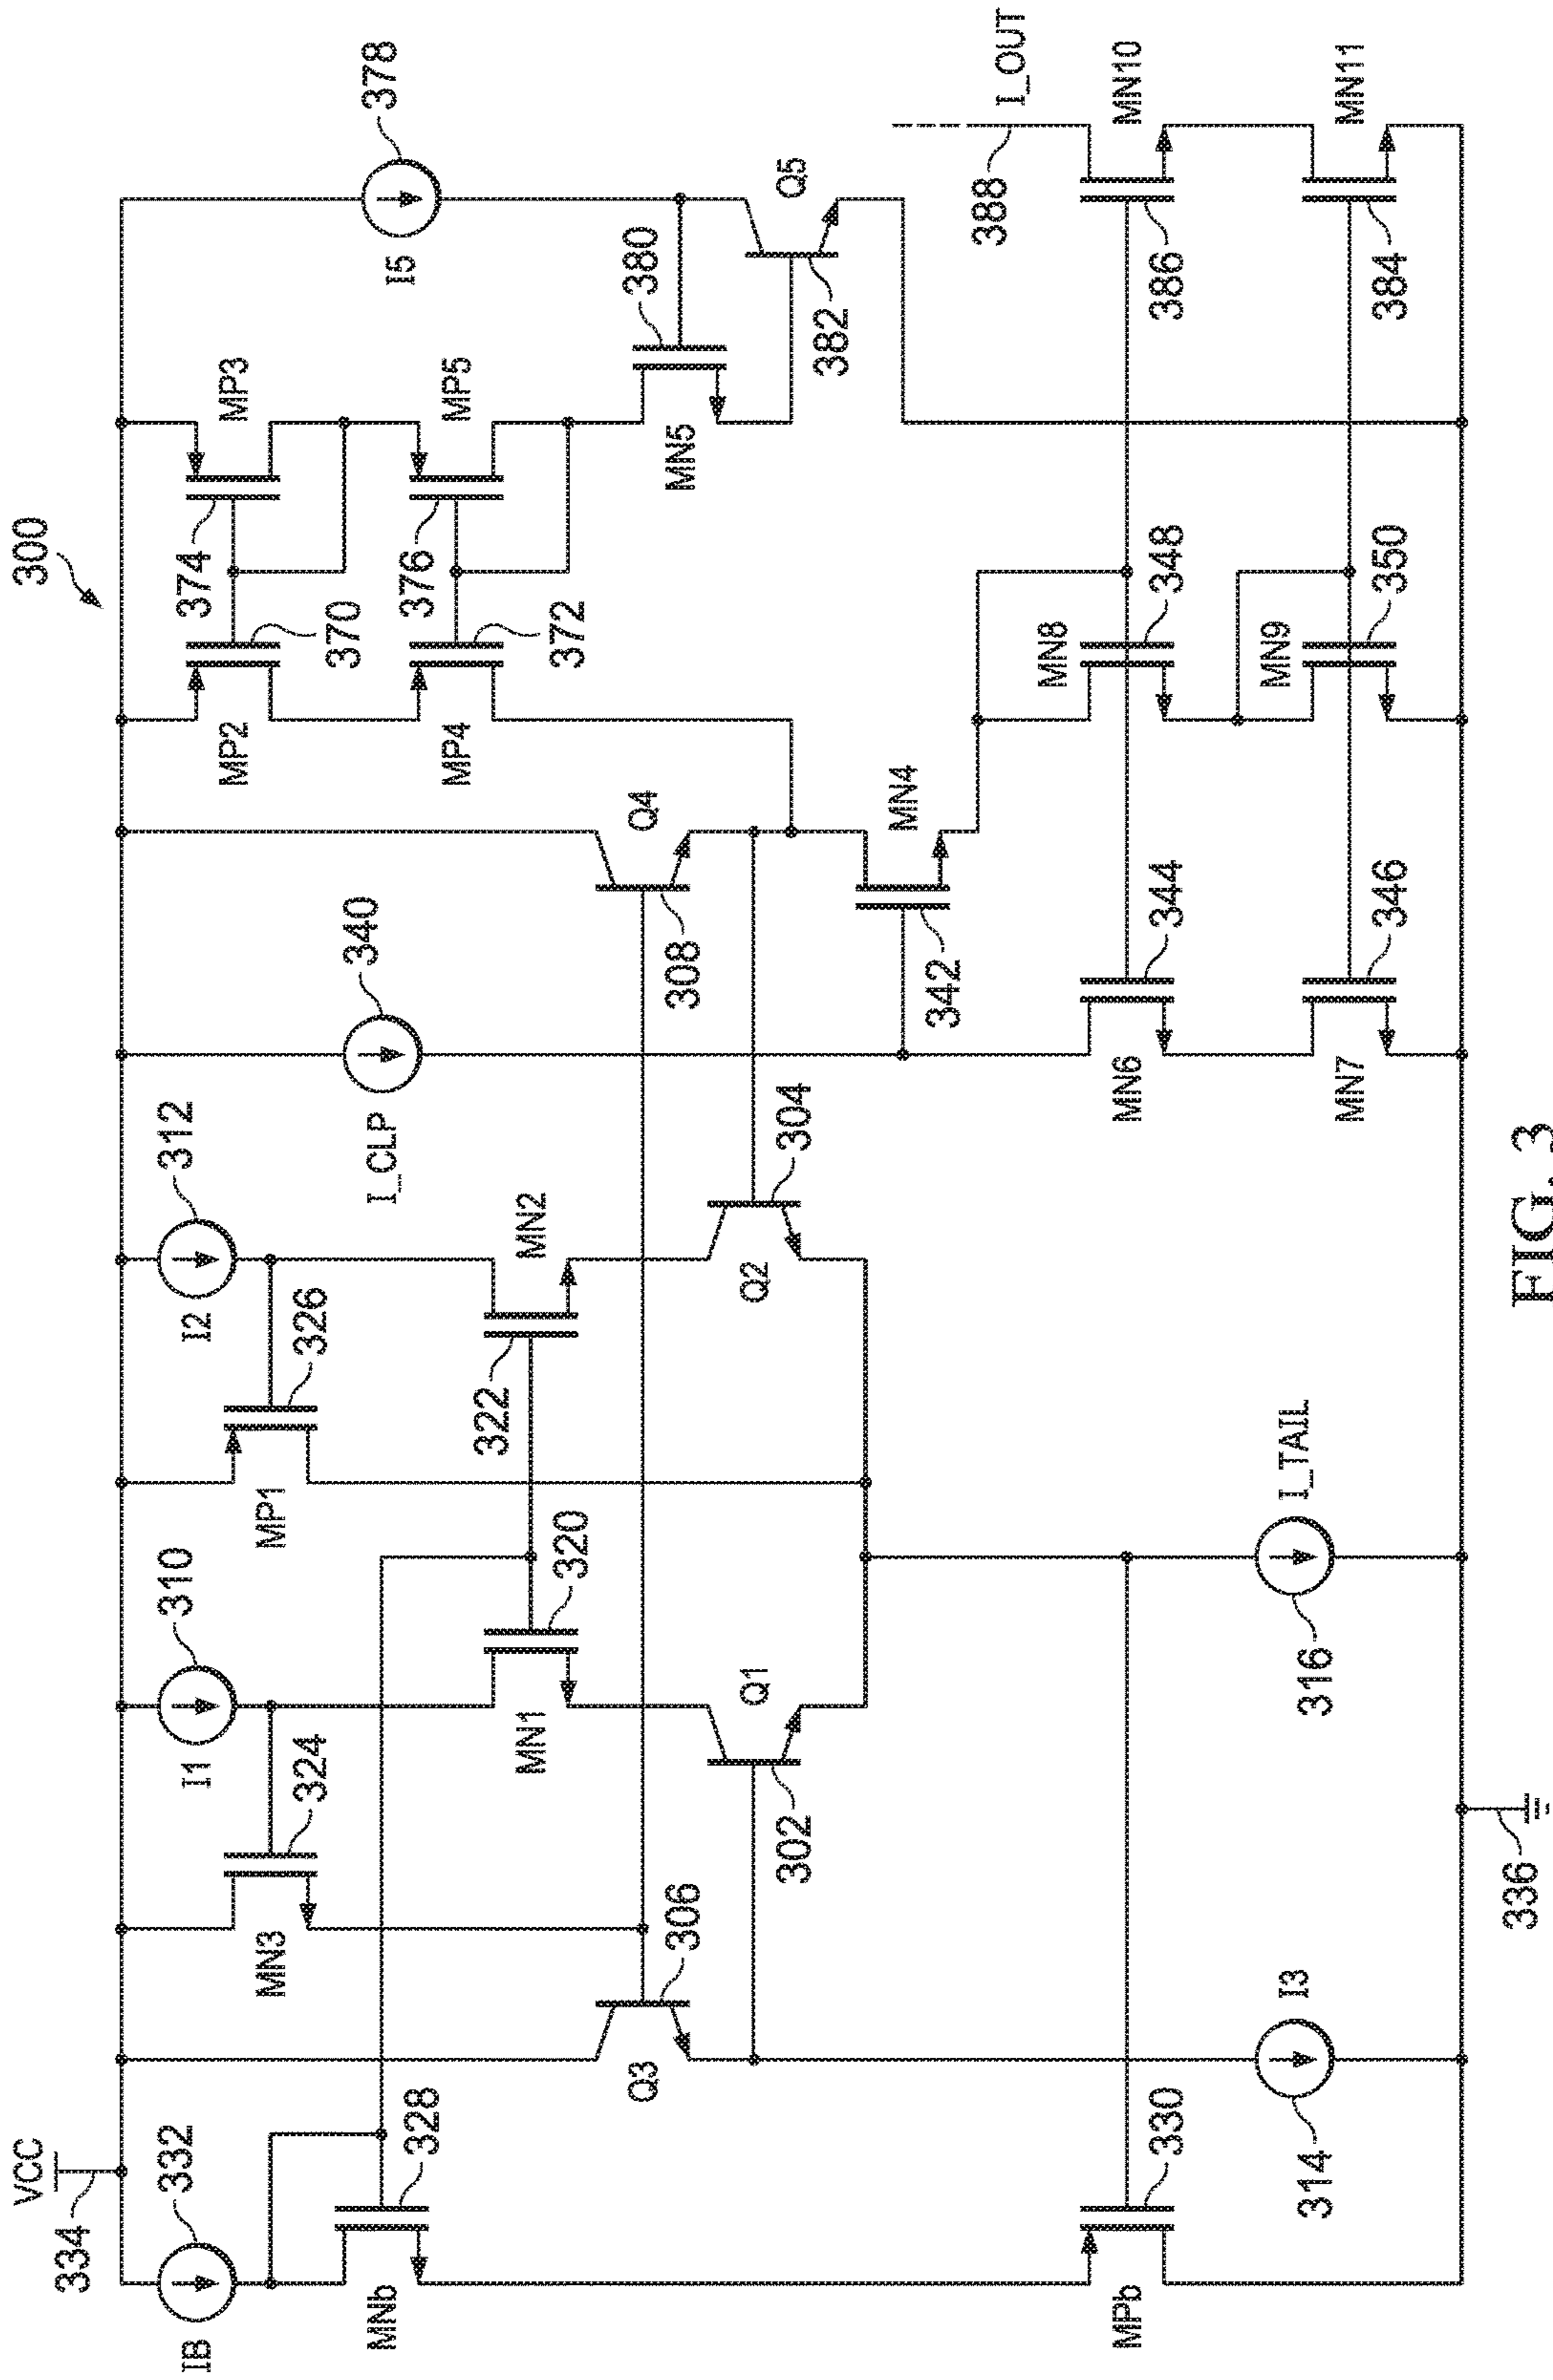 300
VCC
334
332
IB
MNb
328
MPb
330
MN3
324
310
I1
Q3
306
MN1
320
Q1
302
314
I3
336
MP1
326
312
I2
322
MN2
Q2
304
316
I_TAIL
340
I_CLP
308
Q4
342
MN4
MN6
344
MN7
346
MP2
370
MP4
372
374
MP3
376
MP5
378
I5
380
MN5
382
Q5
MN8
348
MN9
350
388
I_OUT
386
MN10
384
MN11
FIG. 3